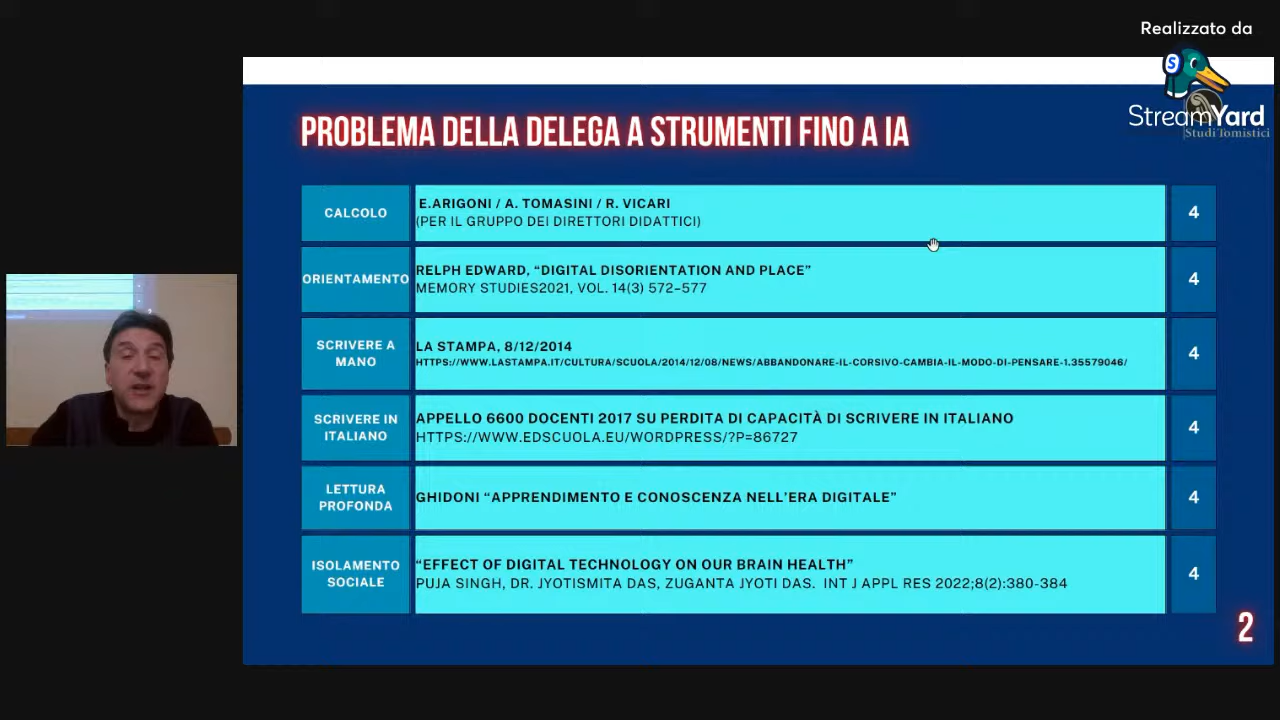 Realizzato da
StreamYard
Studi Tomistici
PROBLEMA DELLA DELEGA A STRUMENTI FINO A IA
CALCOLO
E.ARIGONI / A. TOMASINI / R. VICARI
(PER IL GRUPPO DEI DIRETTORI DIDATTICI)
4
ORIENTAMENTO
RELPH EDWARD, “DIGITAL DISORIENTATION AND PLACE”
MEMORY STUDIES2021, VOL. 14(3) 572–577
4
SCRIVERE A
MANO
LA STAMPA, 8/12/2014
HTTPS://WWW.LASTAMPA.IT/CULTURA/SCUOLA/2014/12/08/NEWS/ABBANDONARE-IL-CORSIVO-CAMBIA-IL-MODO-DI-PENSARE-1.35579046/
4
SCRIVERE IN
ITALIANO
APPELLO 6600 DOCENTI 2017 SU PERDITA DI CAPACITÀ DI SCRIVERE IN ITALIANO
HTTPS://WWW.EDSCUOLA.EU/WORDPRESS/?P=86727
4
LETTURA
PROFONDA
GHIDONI “APPRENDIMENTO E CONOSCENZA NELL’ERA DIGITALE”
4
ISOLAMENTO
SOCIALE
“EFFECT OF DIGITAL TECHNOLOGY ON OUR BRAIN HEALTH”
PUJA SINGH, DR. JYOTISMITA DAS, ZUGANTA JYOTI DAS. INT J APPL RES 2022;8(2):380-384
4
2